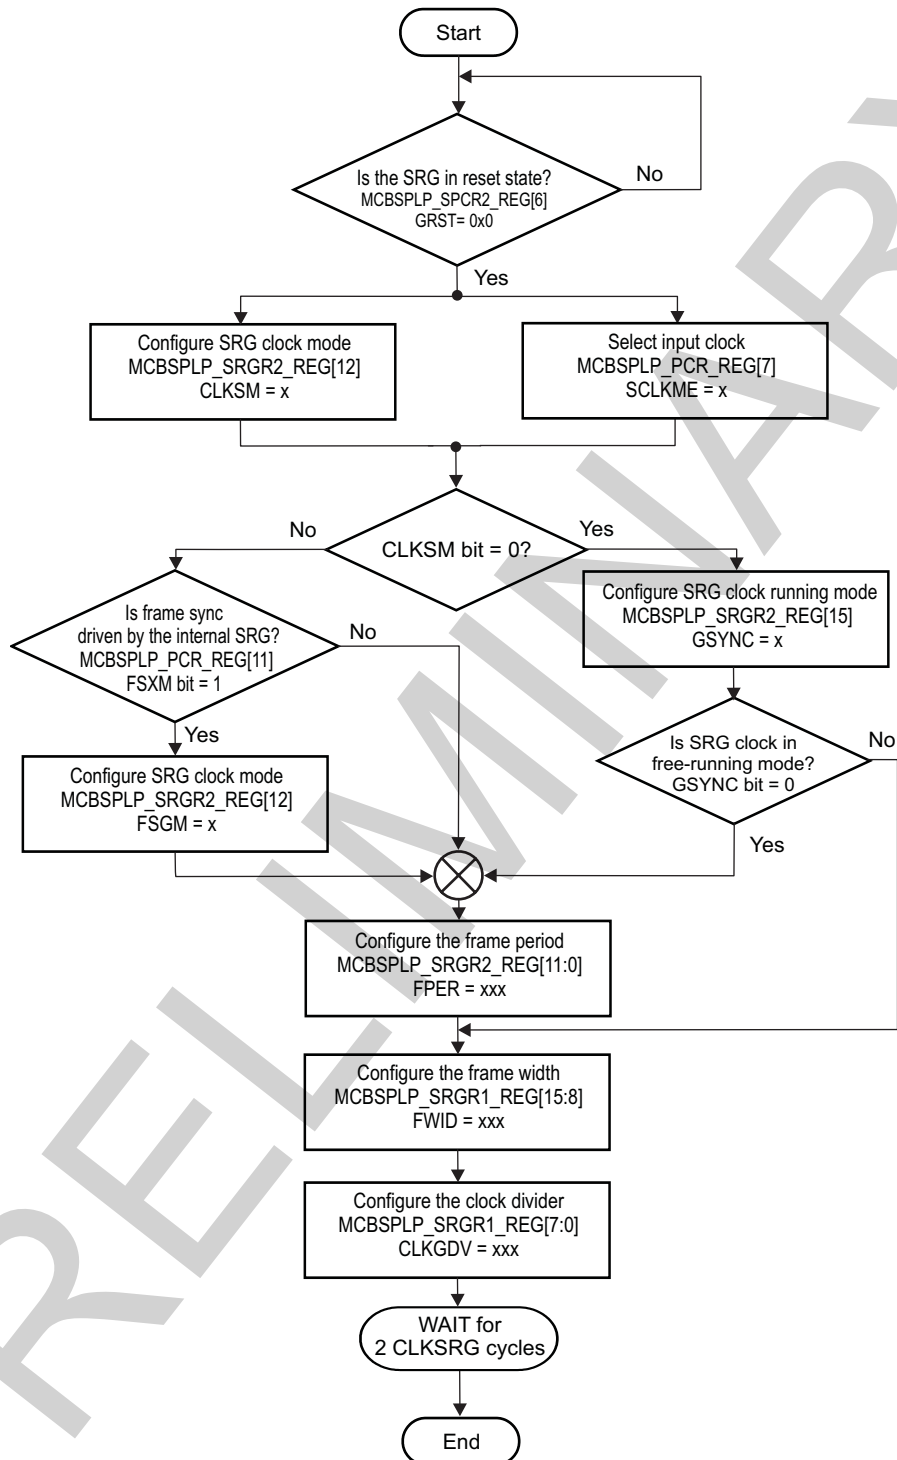 Start
Is the SRG in reset state?
MCBSPLP_SPCR2_REG[6]
GRST= 0x0
No
Yes
Configure SRG clock mode
MCBSPLP_SRGR2_REG[12]
CLKSM = x
Select input clock
MCBSPLP_PCR_REG[7]
SCLKME = x
CLKSM bit = 0?
No
Yes
Is frame sync
driven by the internal SRG?
MCBSPLP_PCR_REG[11]
FSXM bit = 1
No
Yes
Configure SRG clock running mode
MCBSPLP_SRGR2_REG[15]
GSYNC = x
Configure SRG clock mode
MCBSPLP_SRGR2_REG[12]
FSGM = x
Is SRG clock in
free-running mode?
GSYNC bit = 0
No
Yes
Configure the frame period
MCBSPLP_SRGR2_REG[11:0]
FPER = xxx
Configure the frame width
MCBSPLP_SRGR1_REG[15:8]
FWID = xxx
Configure the clock divider
MCBSPLP_SRGR1_REG[7:0]
CLKGDV = xxx
WAIT for
2 CLKSRG cycles
End
RELIMINARY